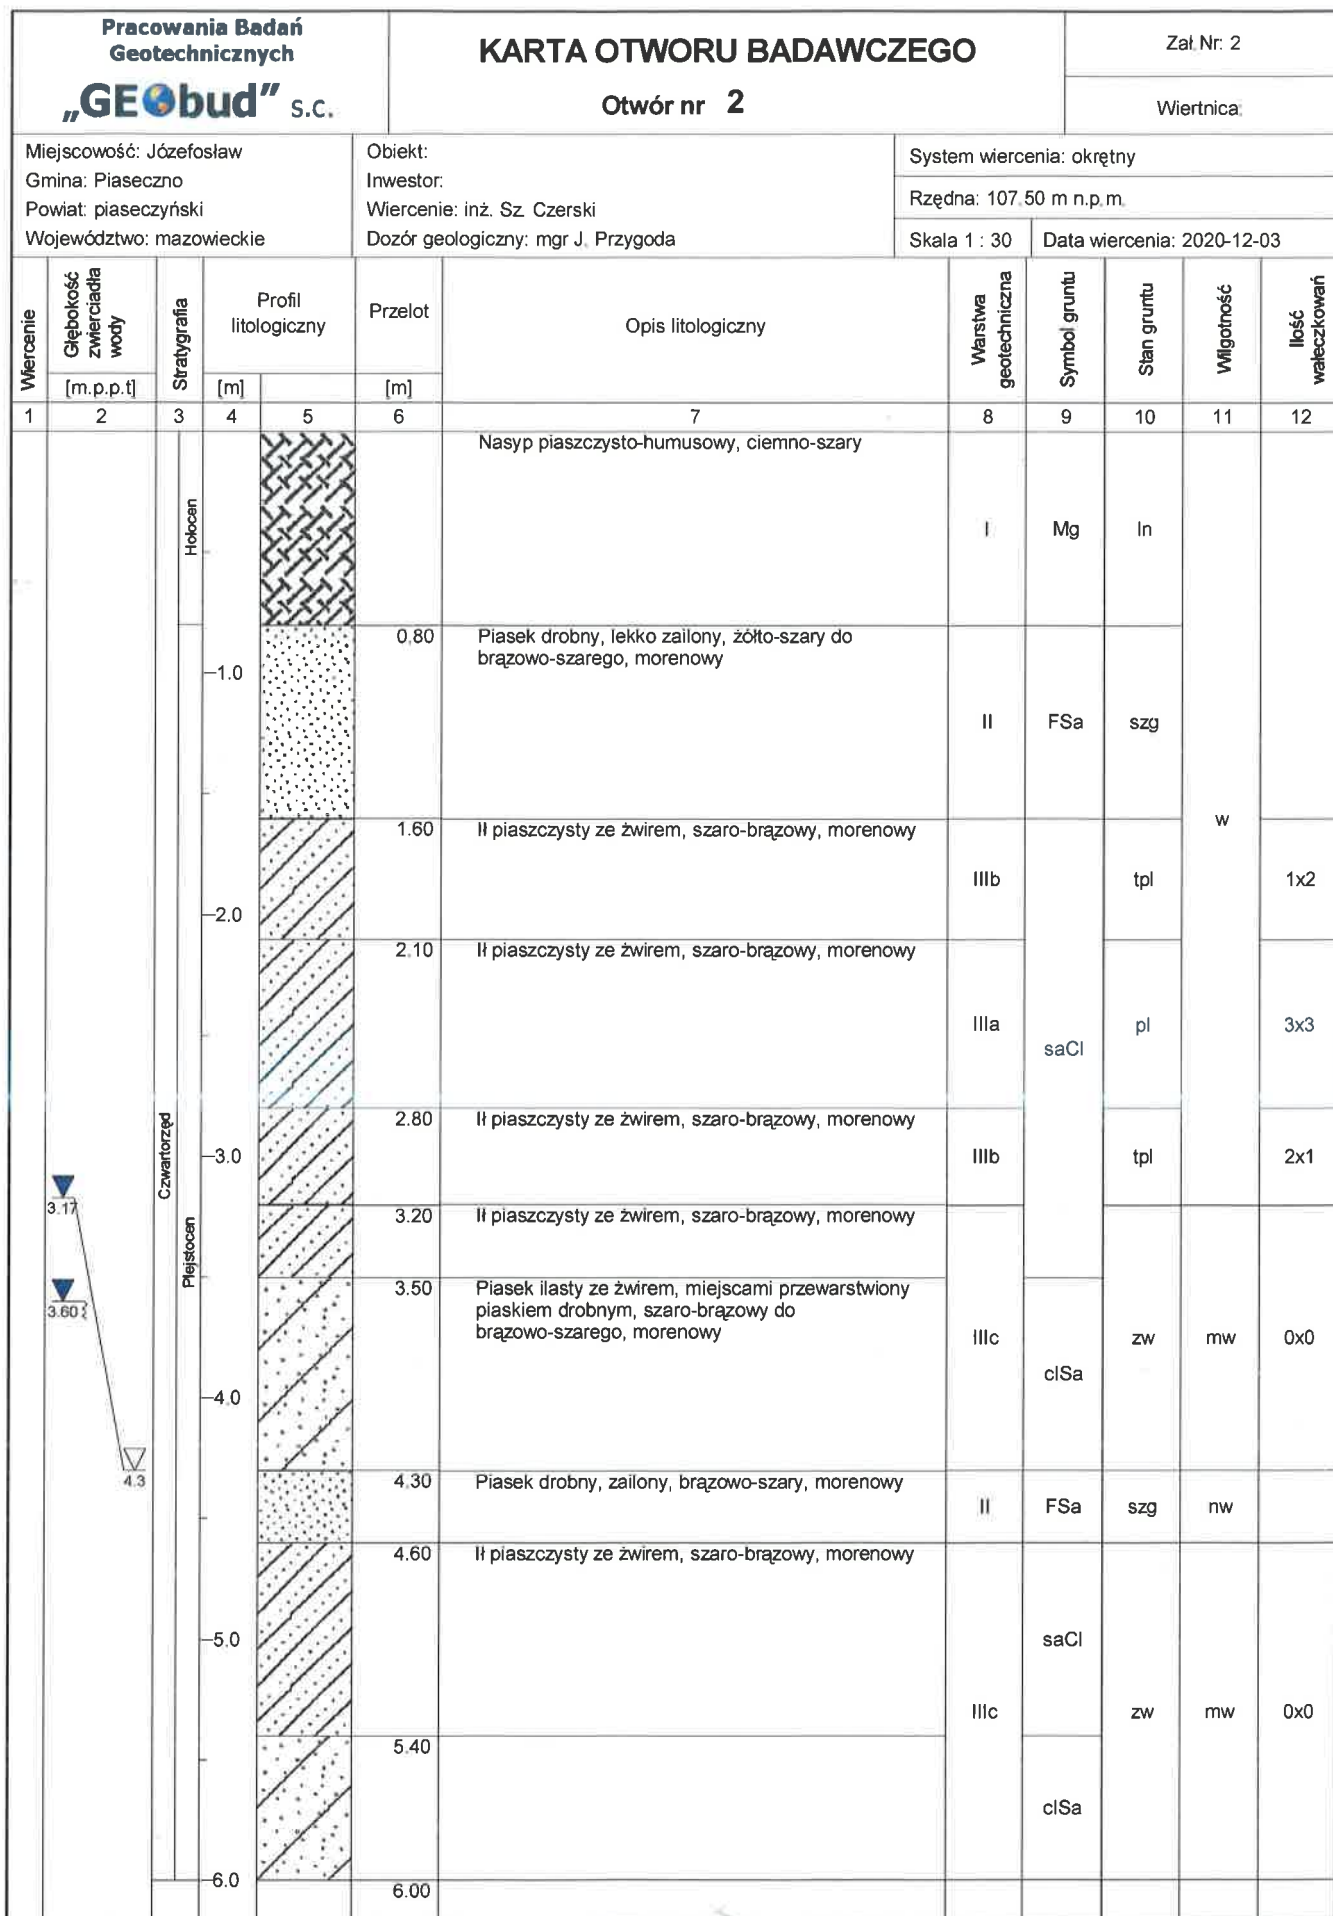 Pracowania Badań
Geotechnicznych
„GEObud” s.c.
KARTA OTWORU BADAWCZEGO
Otwór nr 2
Zał. Nr: 2
Wiertnica:
Miejscowość: Józefosław
Gmina: Piaseczno
Powiat: piaseczyński
Województwo: mazowieckie
Obiekt:
Inwestor:
Wiercenie: inż. Sz. Czerski
Dozór geologiczny: mgr J. Przygoda
System wiercenia: okrętny
Rzędna: 107.50 m n.p.m.
Skala 1 : 30
Data wiercenia: 2020-12-03
Wiercenie
Głębokość
zwierciadła
wody
[m.p.p.t]
Stratygrafia
Profil
litologiczny
[m]
Przelot
[m]
Opis litologiczny
Warstwa
geotechniczna
Symbol gruntu
Stan gruntu
Wilgotność
Ilość
wałeczkowań
1 2 3 4 5 6 7 8 9 10 11 12
Nasyp piaszczysto-humusowy, ciemno-szary
Holocen
I Mg ln
0.80 Piasek drobny, lekko zailony, żółto-szary do
brązowo-szarego, morenowy
1.0
II FSa szg
1.60 Ił piaszczysty ze żwirem, szaro-brązowy, morenowy
w
IIIb tpl 1x2
2.0
2.10 Ił piaszczysty ze żwirem, szaro-brązowy, morenowy
IIIa saCl pl 3x3
2.80 Ił piaszczysty ze żwirem, szaro-brązowy, morenowy
Czwartorzęd
3.0
IIIb tpl 2x1
3.17
3.20 Ił piaszczysty ze żwirem, szaro-brązowy, morenowy
Plejstocen
3.50 Piasek ilasty ze żwirem, miejscami przewarstwiony
piaskiem drobnym, szaro-brązowy do
brązowo-szarego, morenowy
3.60
IIIc clSa zw mw 0x0
4.0
4.3
4.30 Piasek drobny, zailony, brązowo-szary, morenowy
II FSa szg nw
4.60 Ił piaszczysty ze żwirem, szaro-brązowy, morenowy
5.0
saCl
IIIc zw mw 0x0
5.40
clSa
6.0
6.00